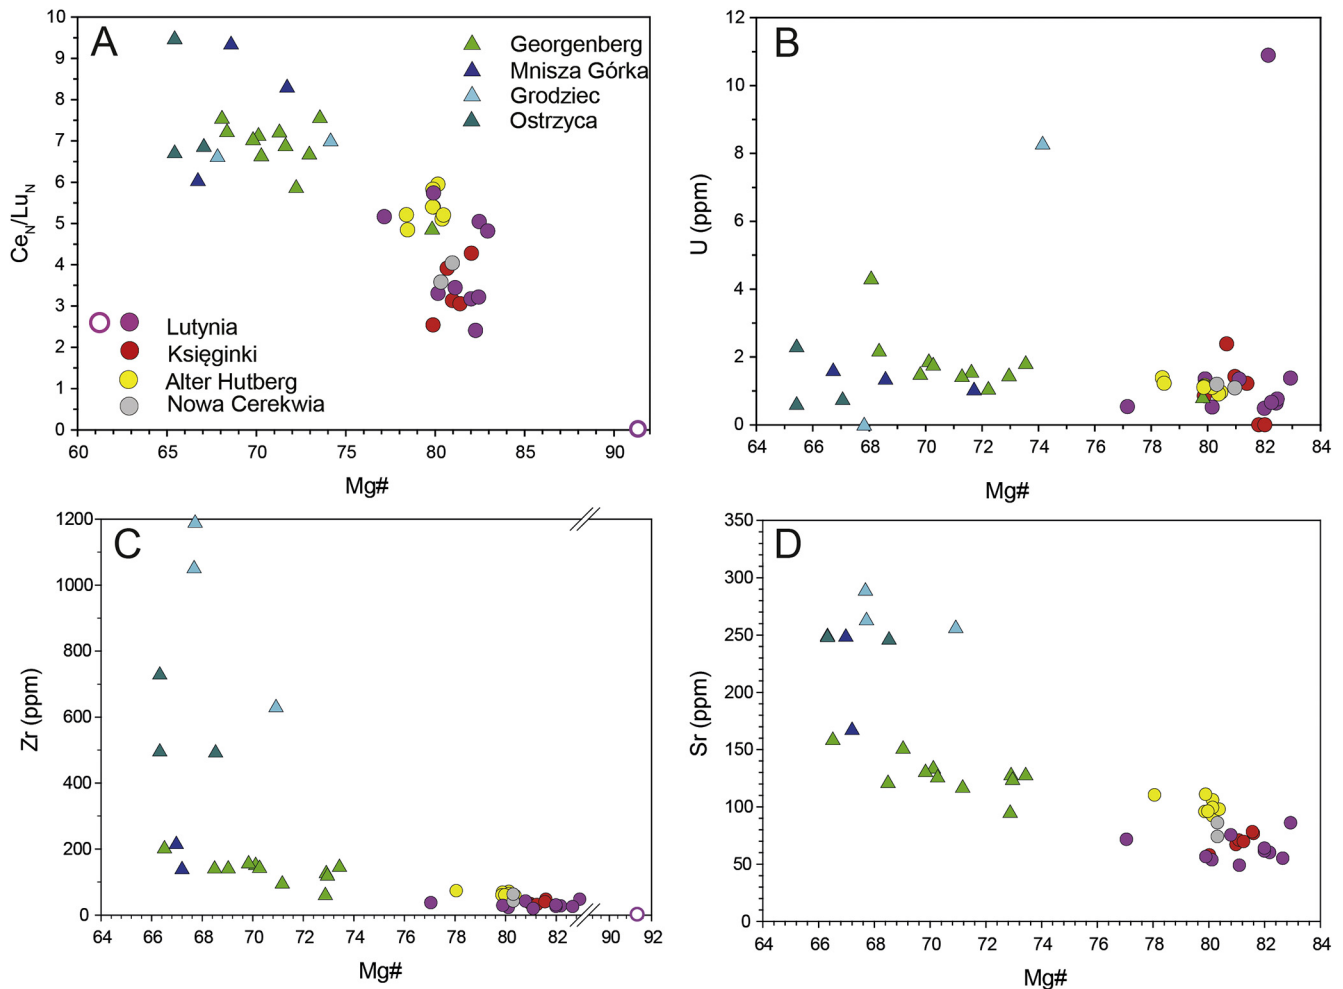 A
Georgenberg
Mnisza Górka
Grodziec
Ostrzyca
Lutynia
Księginki
Alter Hutberg
Nowa Cerekwia
10
9
8
7
6
5
4
3
2
1
0
60 65 70 75 80 85 90
CeN/LuN
Mg#
B
12
10
8
6
4
2
0
64 66 68 70 72 74 76 78 80 82 84
U (ppm)
Mg#
C
1200
1000
800
600
400
200
0
64 66 68 70 72 74 76 78 80 82 90 92
Zr (ppm)
Mg#
D
350
300
250
200
150
100
50
0
64 66 68 70 72 74 76 78 80 82 84
Sr (ppm)
Mg#